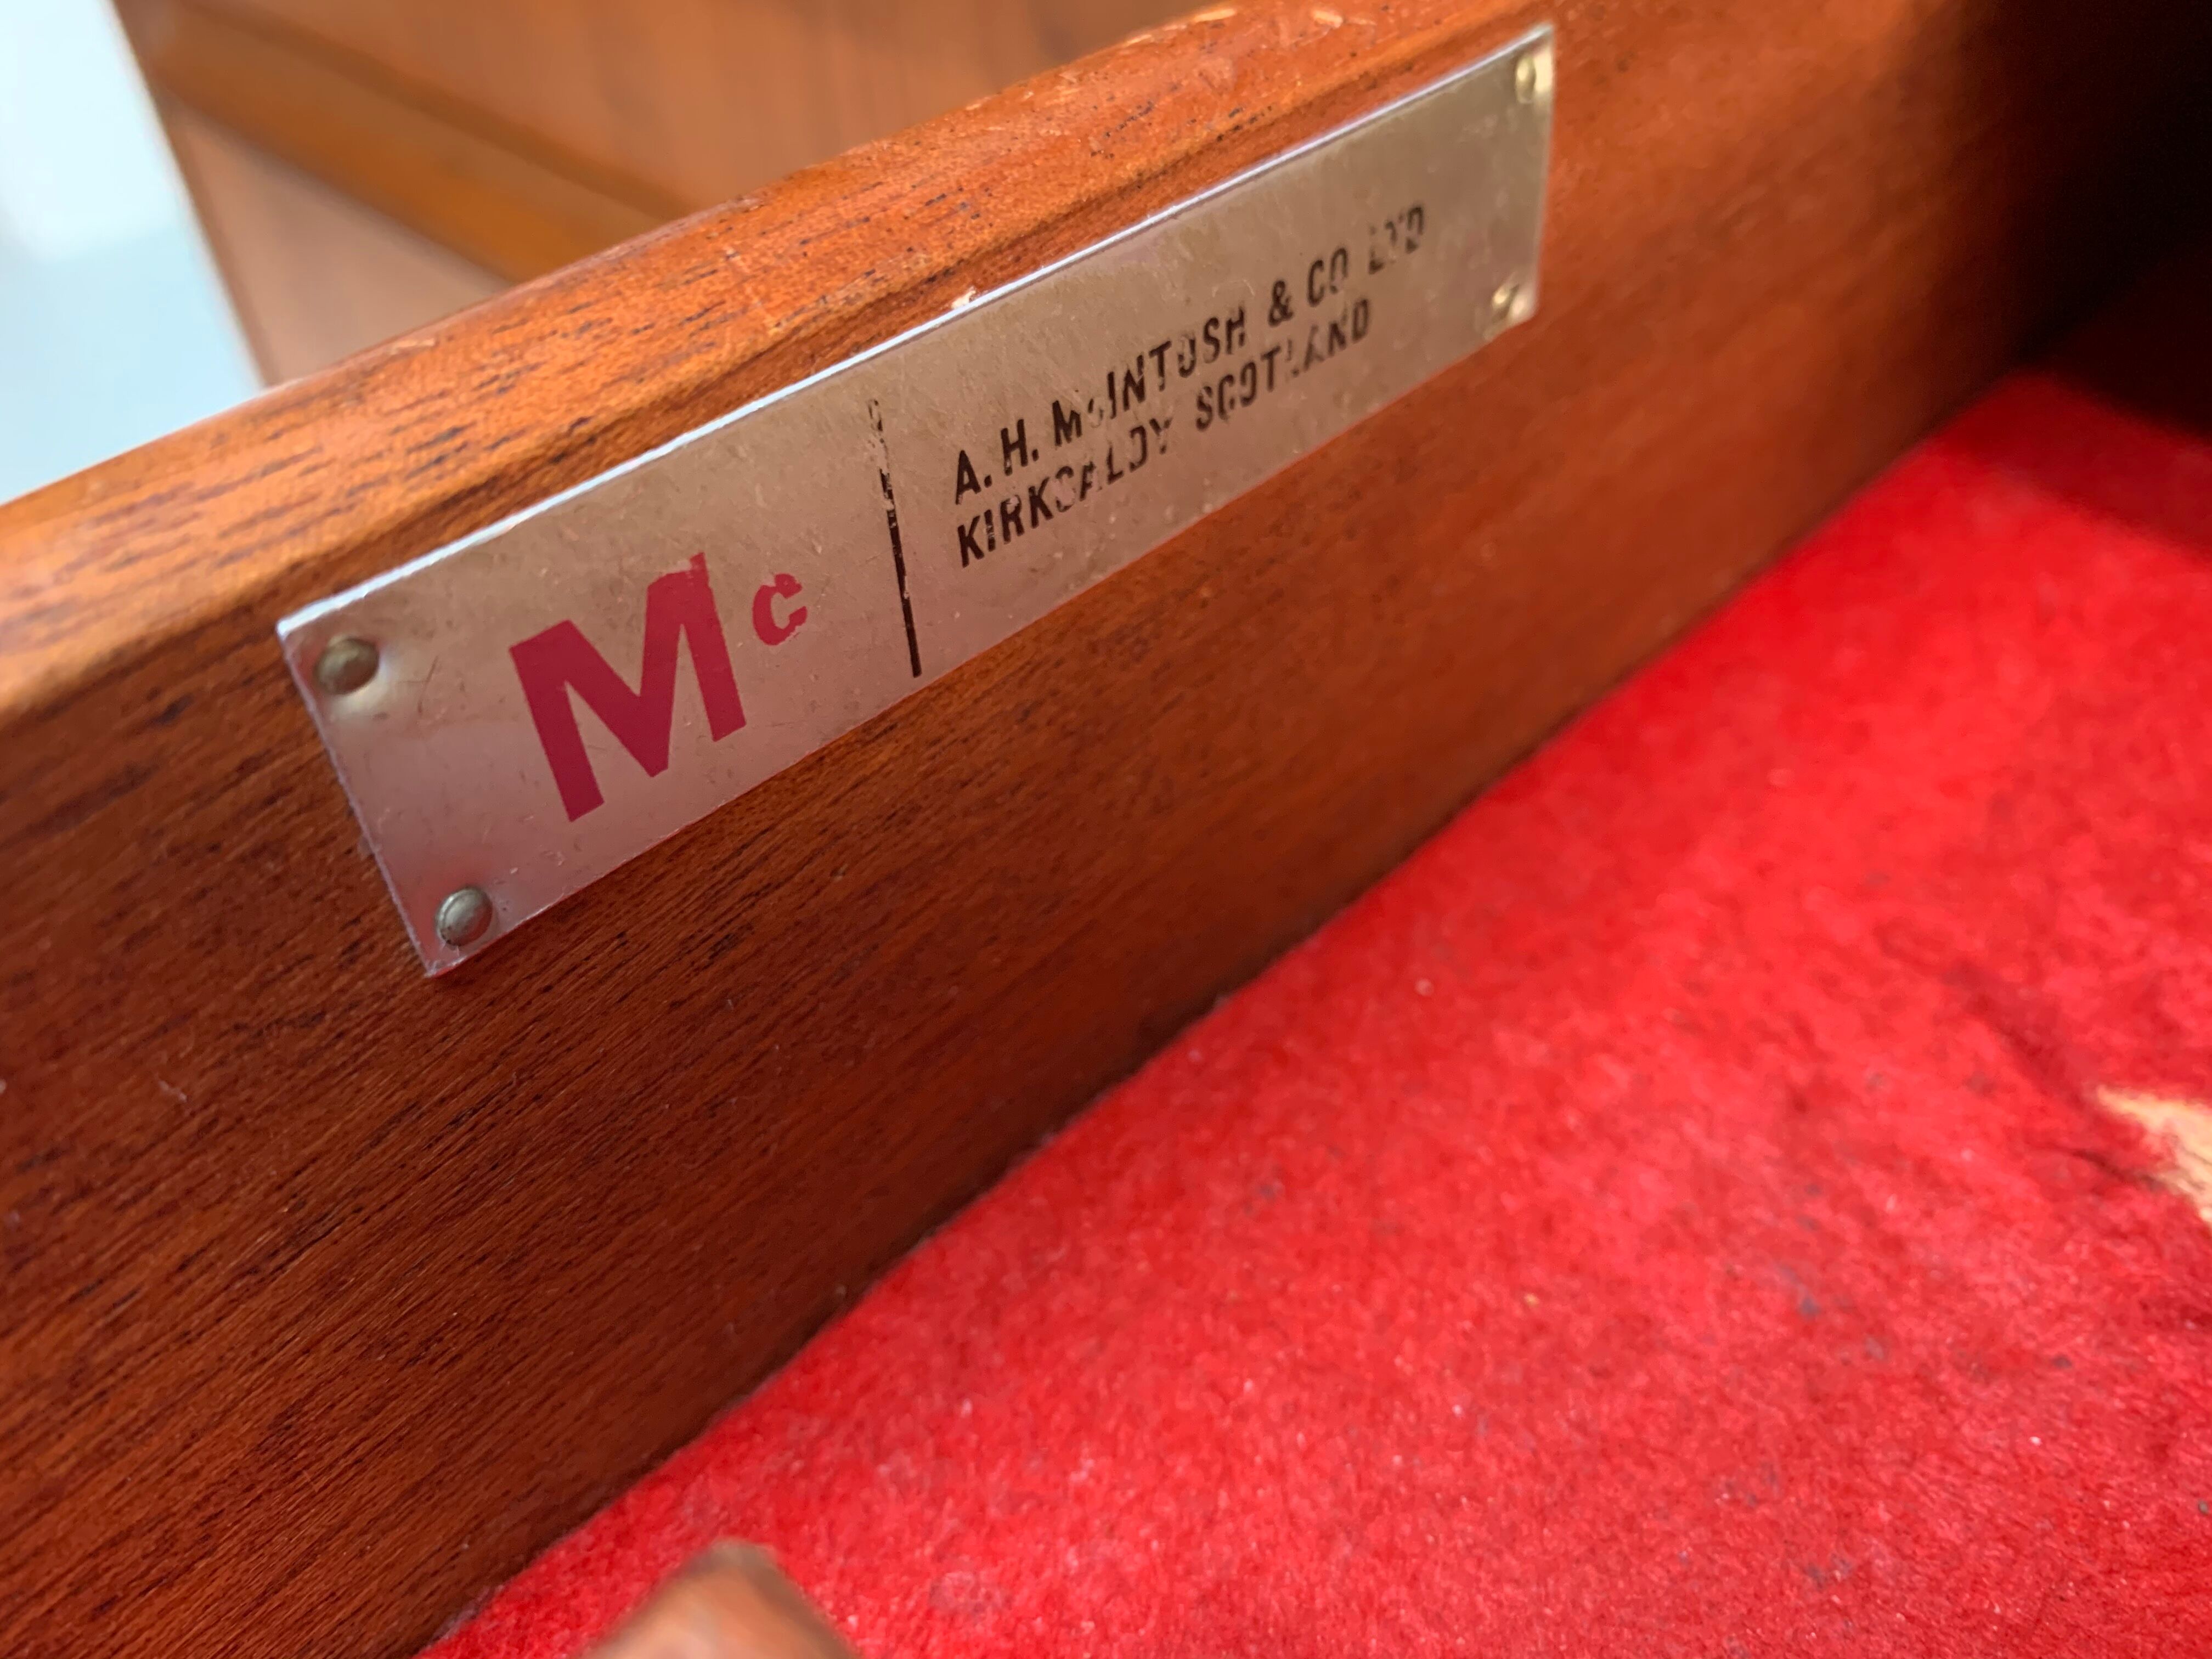 Mc
A. H. McINTOSH & CO LTD
KIRKCALDY SCOTLAND